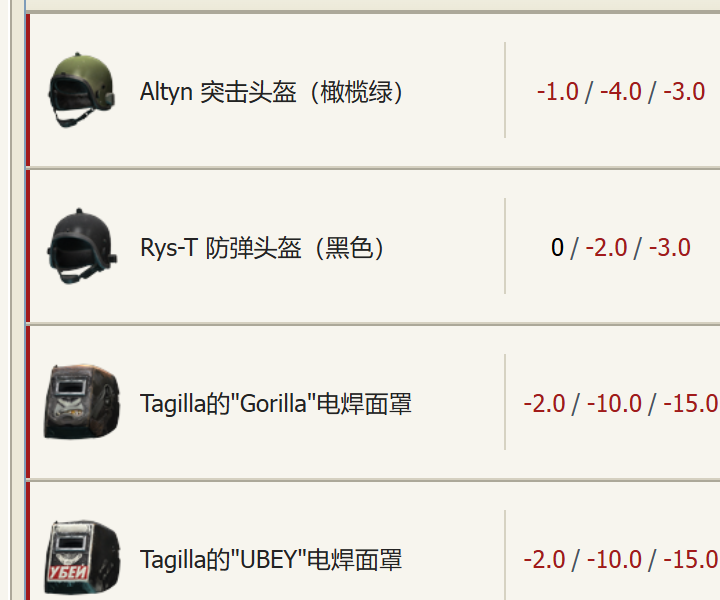 Altyn 突击头盔（橄榄绿） -1.0 / -4.0 / -3.0
Rys-T 防弹头盔（黑色） 0 / -2.0 / -3.0
Tagilla的"Gorilla"电焊面罩 -2.0 / -10.0 / -15.0
Tagilla的"UBEY"电焊面罩 -2.0 / -10.0 / -15.0
УБЕЙ